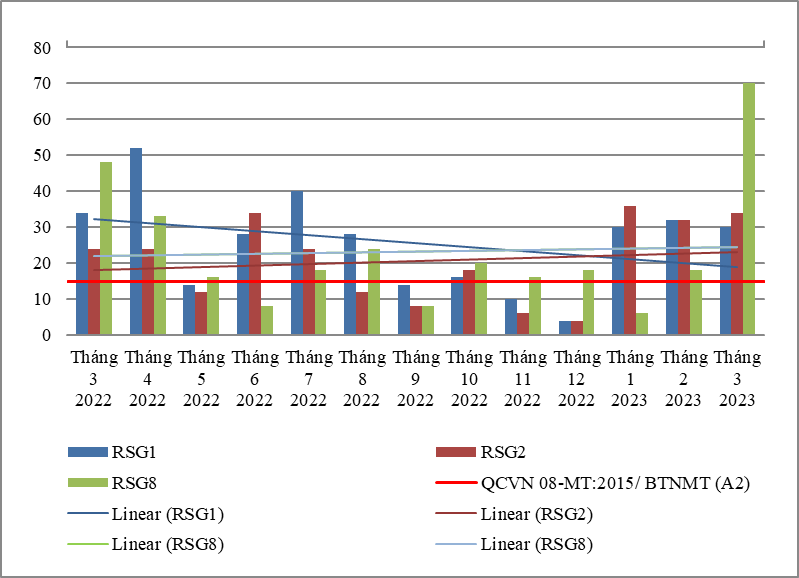 80
70
60
50
40
30
20
10
0
Tháng Tháng Tháng Tháng Tháng Tháng Tháng Tháng Tháng Tháng Tháng Tháng Tháng
3 4 5 6 7 8 9 10 11 12 1 2 3
2022 2022 2022 2022 2022 2022 2022 2022 2022 2022 2023 2023 2023
RSG1 RSG2
RSG8 QCVN 08-MT:2015/ BTNMT (A2)
Linear (RSG1) Linear (RSG2)
Linear (RSG8) Linear (RSG8)